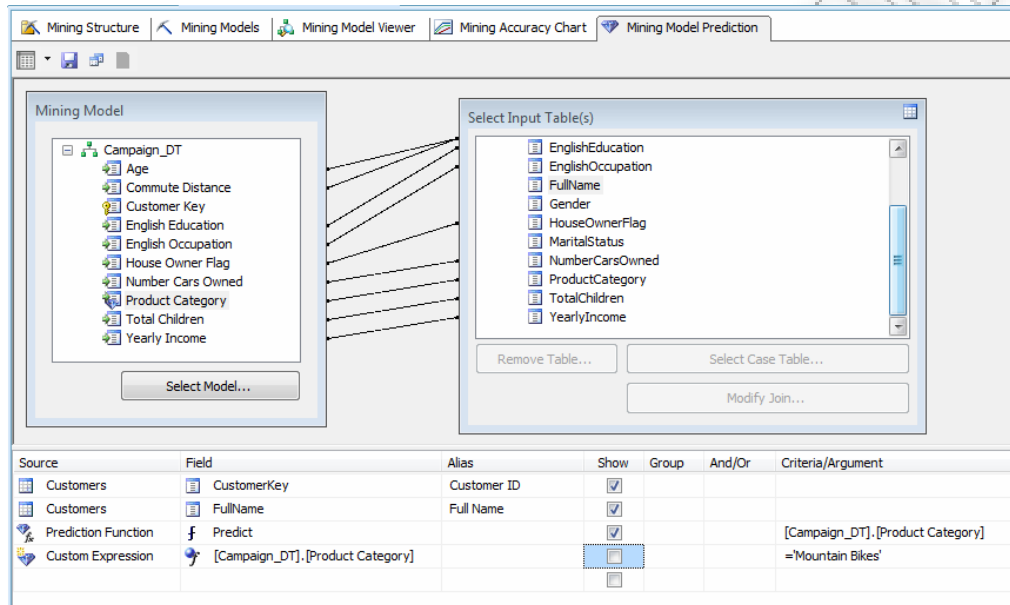 Mining Structure Mining Models Mining Model Viewer Mining Accuracy Chart Mining Model Prediction
Mining Model
Campaign_DT
Age
Commute Distance
Customer Key
English Education
English Occupation
House Owner Flag
Number Cars Owned
Product Category
Total Children
Yearly Income
Select Model...
Select Input Table(s)
EnglishEducation
EnglishOccupation
FullName
Gender
HouseOwnerFlag
MaritalStatus
NumberCarsOwned
ProductCategory
TotalChildren
YearlyIncome
Remove Table... Select Case Table...
Modify Join...
Source Field Alias Show Group And/Or Criteria/Argument
Customers CustomerKey Customer ID
Customers FullName Full Name
Prediction Function Predict [Campaign_DT].[Product Category]
Custom Expression [Campaign_DT].[Product Category] ='Mountain Bikes'